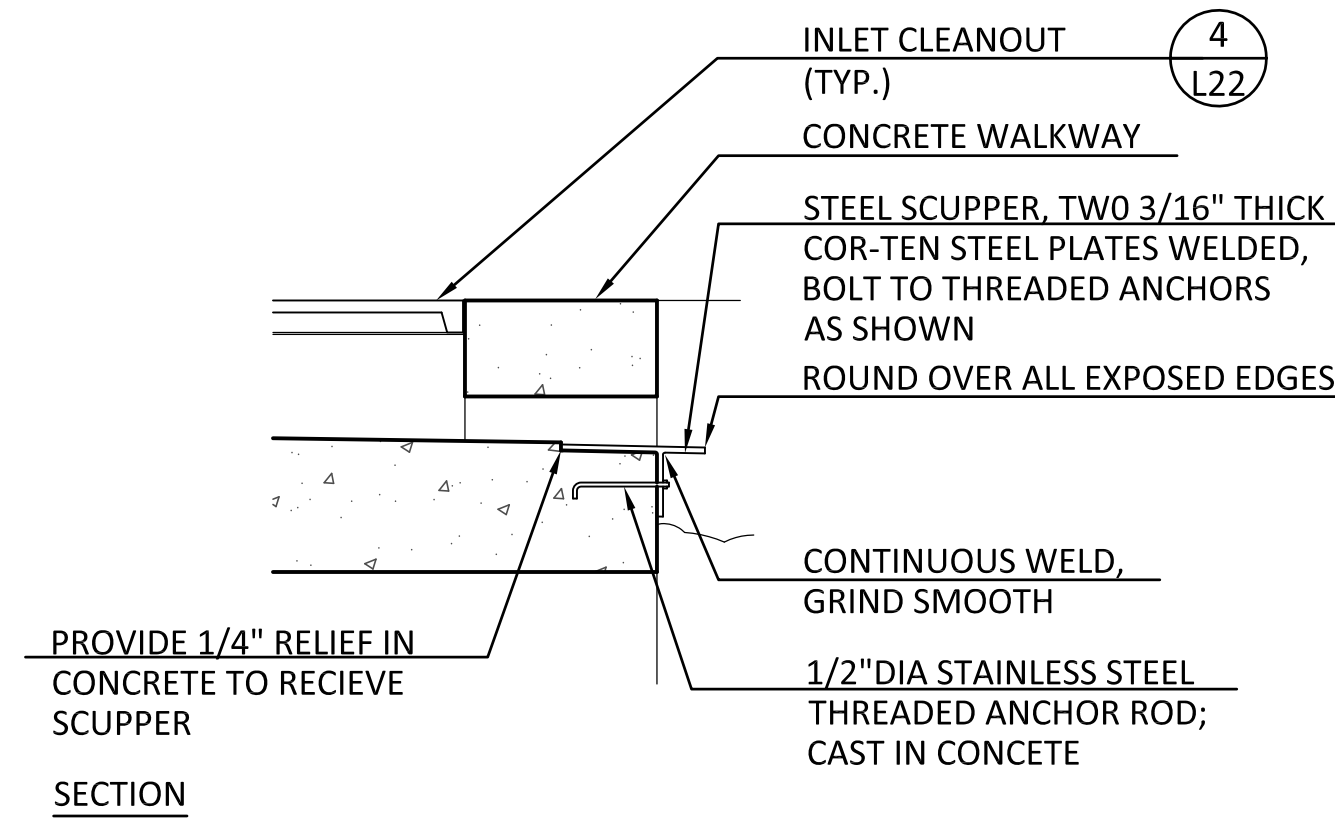 INLET CLEANOUT
(TYP.)
4
L22
CONCRETE WALKWAY
STEEL SCUPPER, TW0 3/16" THICK
COR-TEN STEEL PLATES WELDED,
BOLT TO THREADED ANCHORS
AS SHOWN
ROUND OVER ALL EXPOSED EDGES
CONTINUOUS WELD,
GRIND SMOOTH
PROVIDE 1/4" RELIEF IN
CONCRETE TO RECIEVE
SCUPPER
1/2"DIA STAINLESS STEEL
THREADED ANCHOR ROD;
CAST IN CONCETE
SECTION